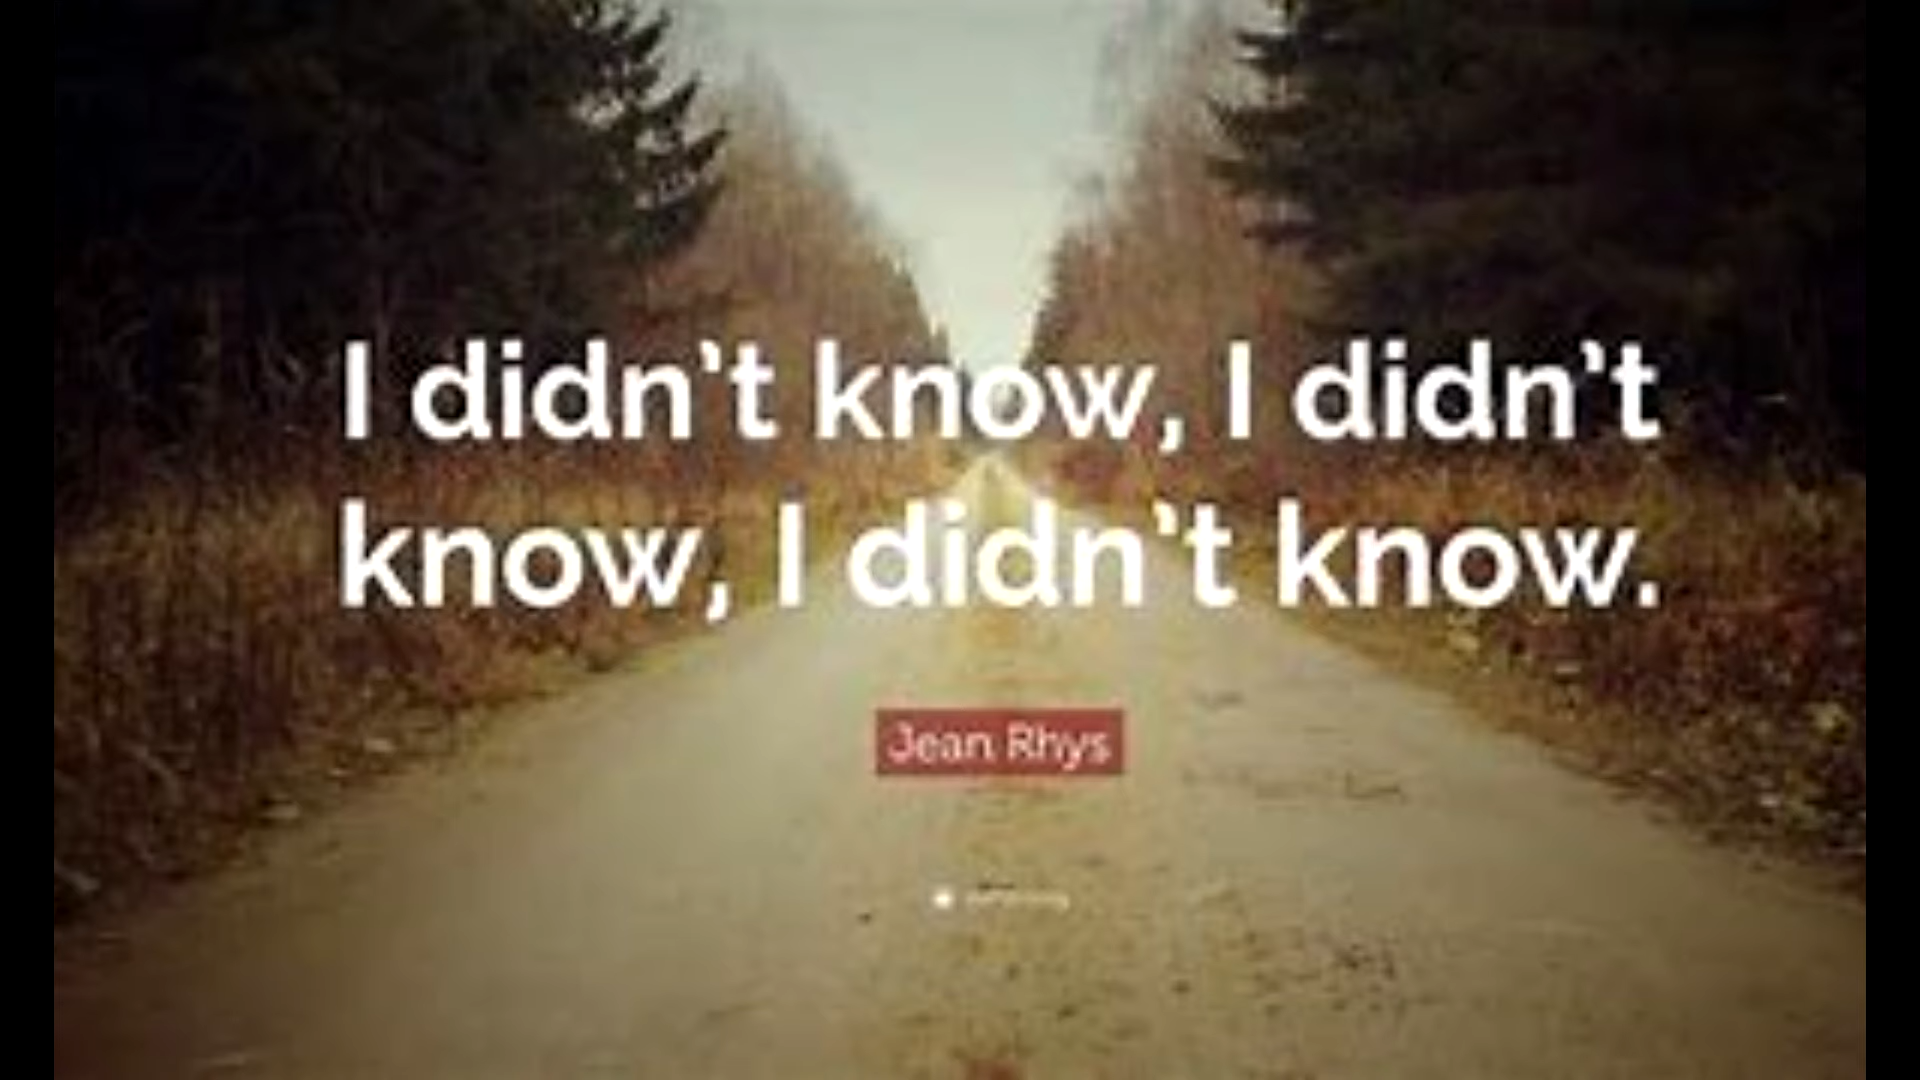 I didn’t know, I didn’t
know, I didn’t know.
Jean Rhys